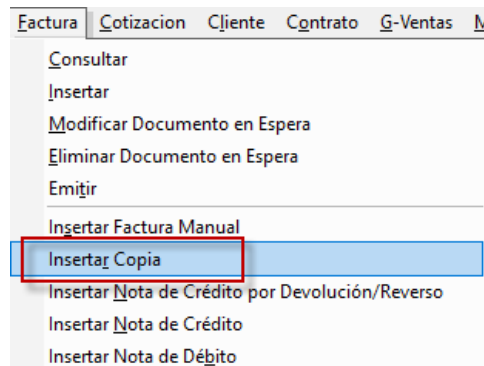 Factura Cotizacion Cliente Contrato G-Ventas
Consultar
Insertar
Modificar Documento en Espera
Eliminar Documento en Espera
Emitir
Insertar Factura Manual
Insertar Copia
Insertar Nota de Crédito por Devolución/Reverso
Insertar Nota de Crédito
Insertar Nota de Débito